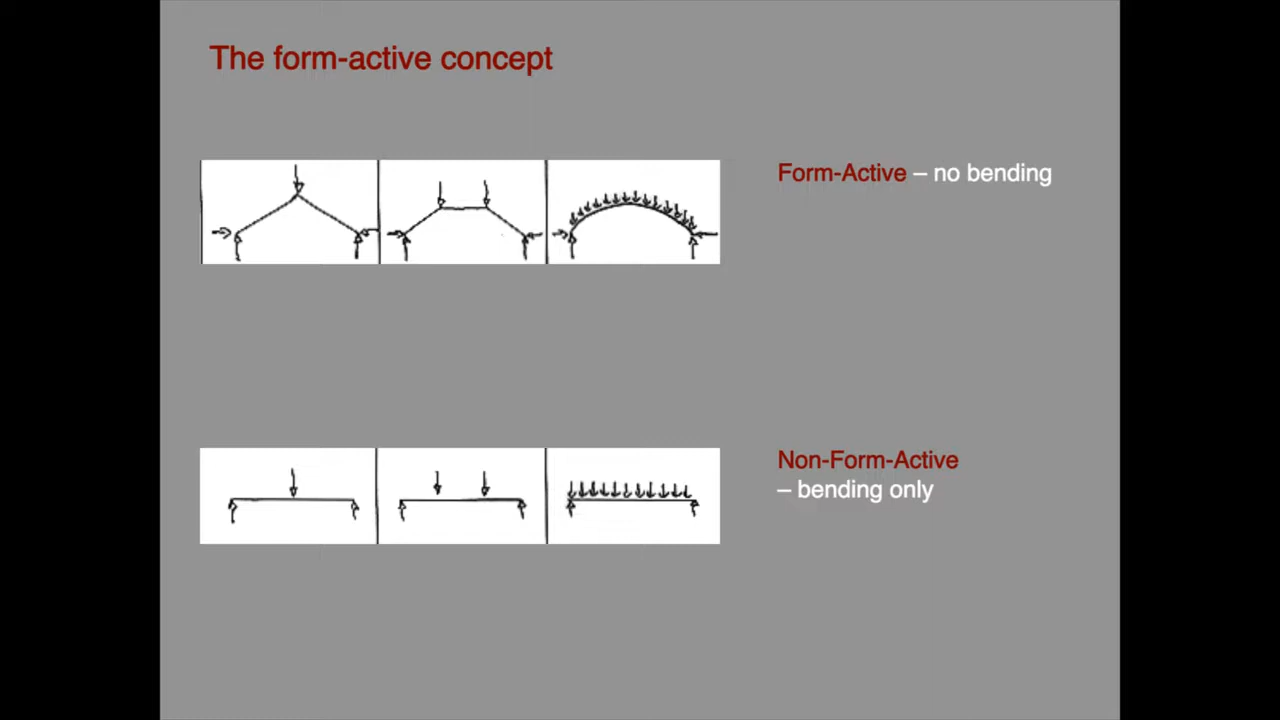 The form-active concept
Form-Active – no bending
Non-Form-Active
– bending only